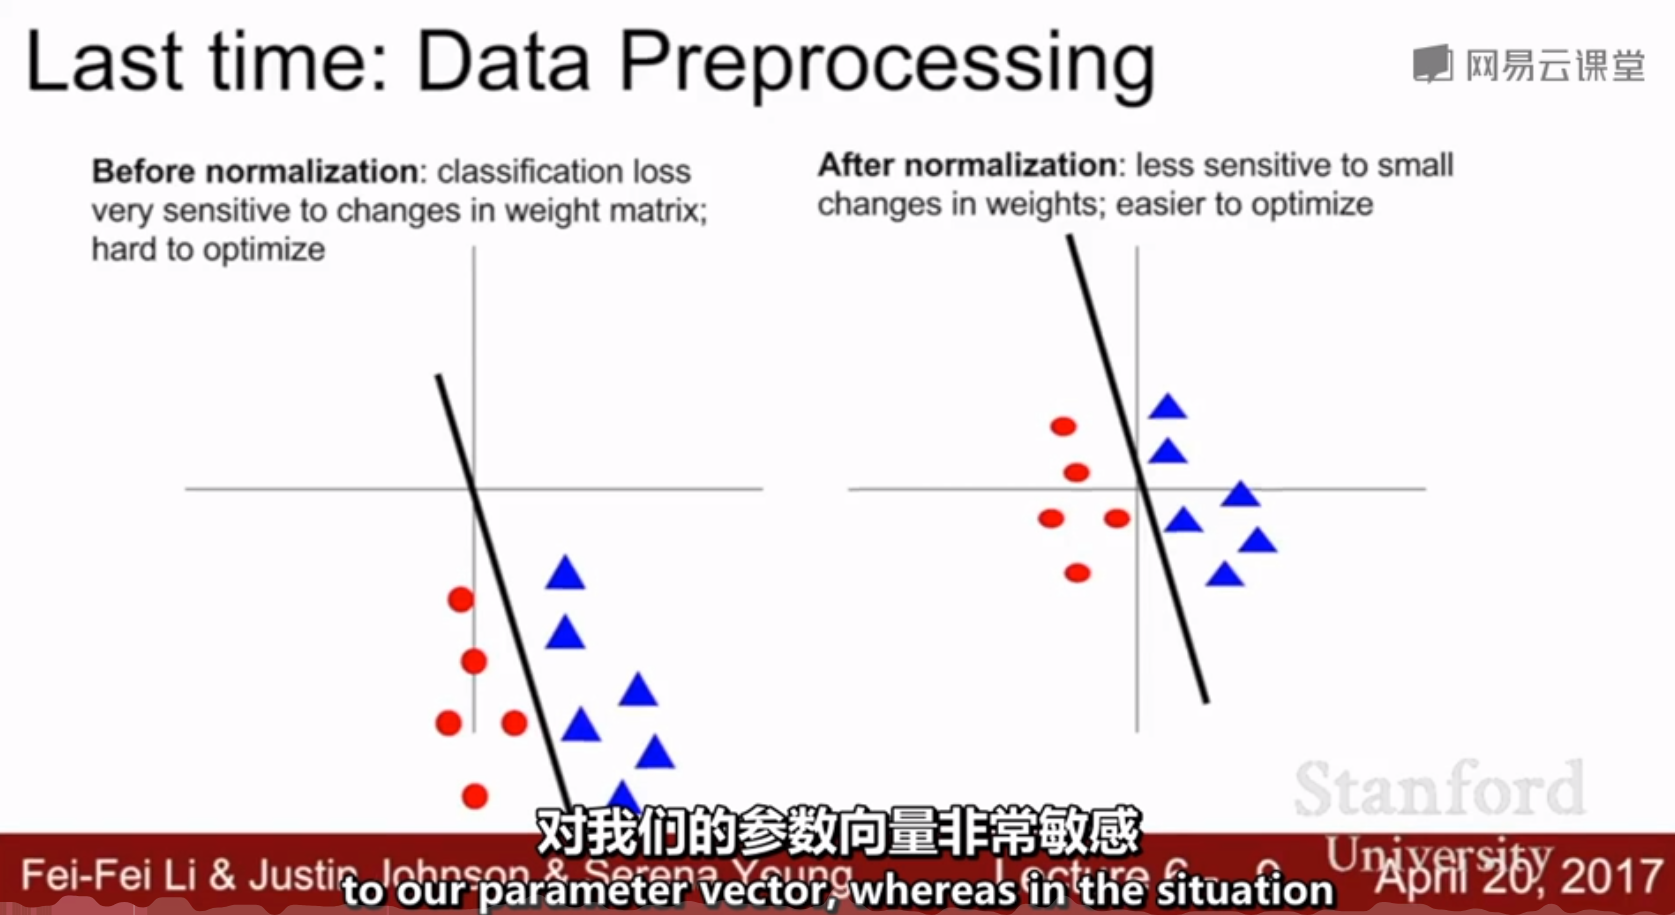 Last time: Data Preprocessing
网易云课堂
Before normalization: classification loss
very sensitive to changes in weight matrix;
hard to optimize
After normalization: less sensitive to small
changes in weights; easier to optimize
Stanford
University
对我们的参数向量非常敏感
Fei-Fei Li & Justin Johnson & Serena Yeung
Lecture 6 - 9
April 20, 2017
to our parameter vector, whereas in the situation